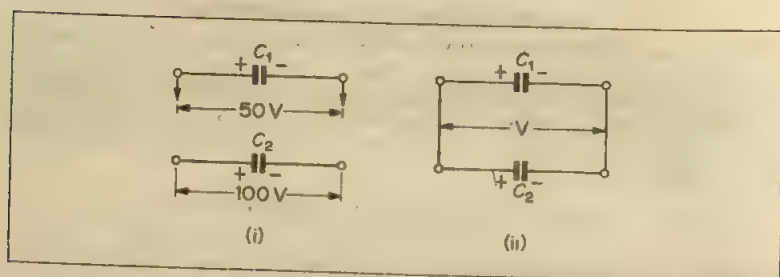 + C₁ −
50 V
C₂
+ −
100 V
(i)
+ C₁ −
V
+ C₂ −
(ii)